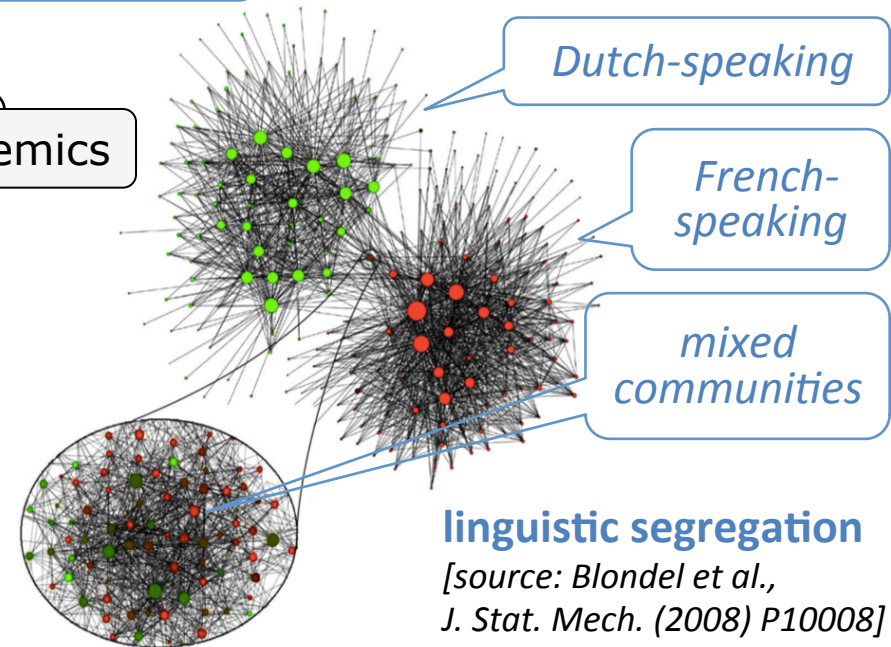 Dutch-speaking
emics
French-
speaking
mixed
communities
linguistic segregation
[source: Blondel et al.,
J. Stat. Mech. (2008) P10008]